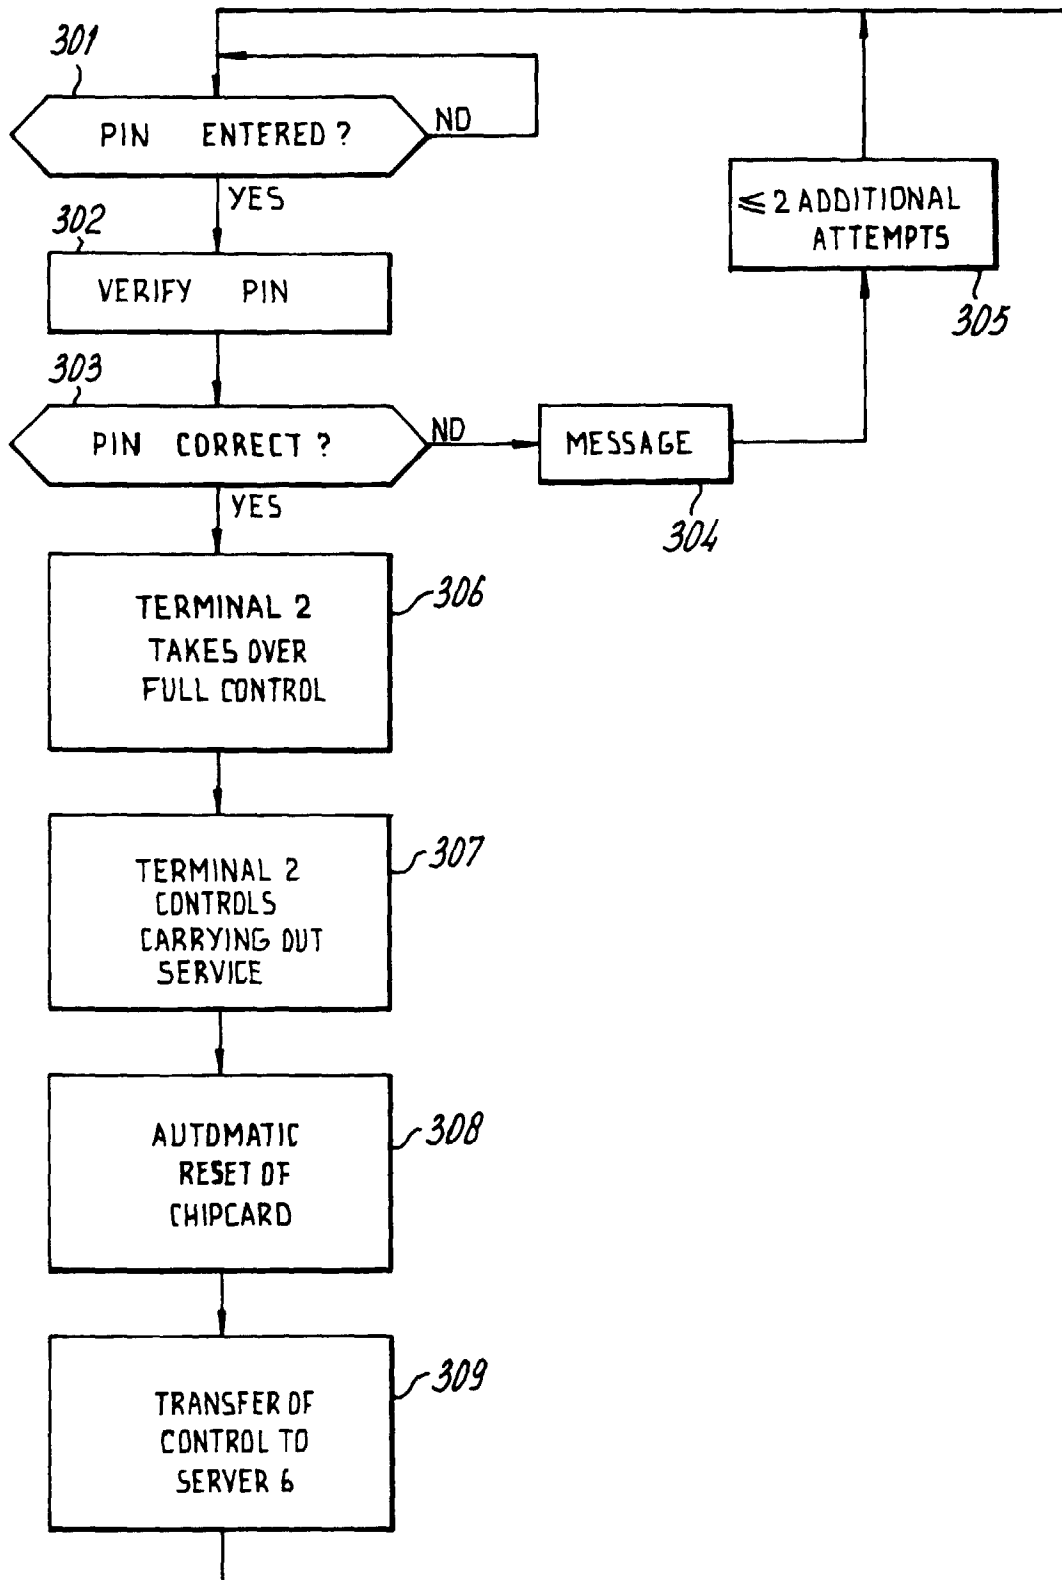 301
PIN ENTERED ?
NO
YES
302
VERIFY PIN
303
PIN CORRECT ?
NO
YES
MESSAGE
304
≤ 2 ADDITIONAL
ATTEMPTS
305
TERMINAL 2
TAKES OVER
FULL CONTROL
306
TERMINAL 2
CONTROLS
CARRYING OUT
SERVICE
307
AUTOMATIC
RESET OF
CHIPCARD
308
TRANSFER OF
CONTROL TO
SERVER 6
309